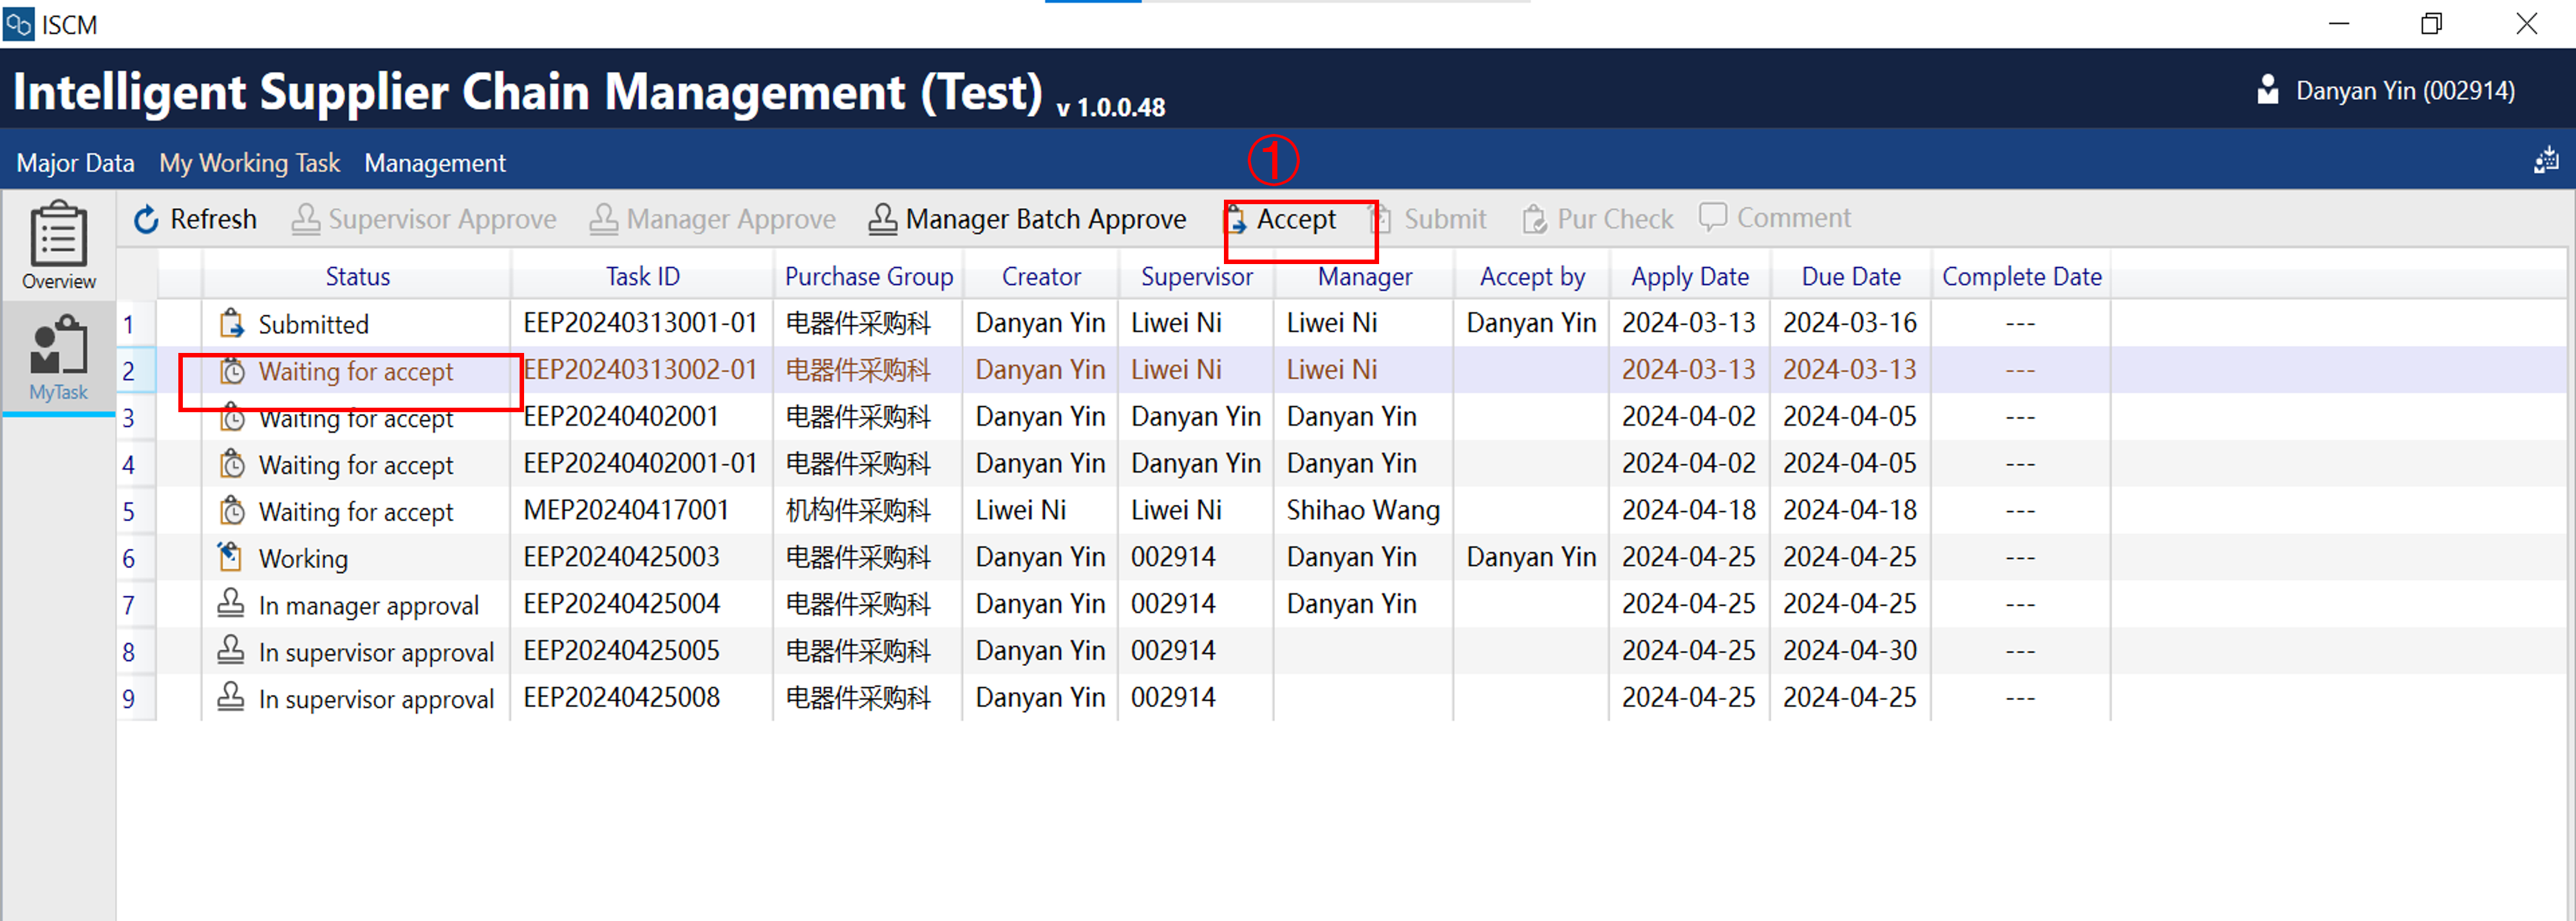 ISCM
Intelligent Supplier Chain Management (Test) v 1.0.0.48 Danyan Yin (002914)
Major Data My Working Task Management
①
Refresh Supervisor Approve Manager Approve Manager Batch Approve Accept Submit Pur Check Comment
Overview
MyTask
Status Task ID Purchase Group Creator Supervisor Manager Accept by Apply Date Due Date Complete Date
1 Submitted EEP20240313001-01 电器件采购科 Danyan Yin Liwei Ni Liwei Ni Danyan Yin 2024-03-13 2024-03-16 ---
2 Waiting for accept EEP20240313002-01 电器件采购科 Danyan Yin Liwei Ni Liwei Ni 2024-03-13 2024-03-13 ---
3 Waiting for accept EEP20240402001 电器件采购科 Danyan Yin Danyan Yin Danyan Yin 2024-04-02 2024-04-05 ---
4 Waiting for accept EEP20240402001-01 电器件采购科 Danyan Yin Danyan Yin Danyan Yin 2024-04-02 2024-04-05 ---
5 Waiting for accept MEP20240417001 机构件采购科 Liwei Ni Liwei Ni Shihao Wang 2024-04-18 2024-04-18 ---
6 Working EEP20240425003 电器件采购科 Danyan Yin 002914 Danyan Yin Danyan Yin 2024-04-25 2024-04-25 ---
7 In manager approval EEP20240425004 电器件采购科 Danyan Yin 002914 Danyan Yin 2024-04-25 2024-04-25 ---
8 In supervisor approval EEP20240425005 电器件采购科 Danyan Yin 002914 2024-04-25 2024-04-30 ---
9 In supervisor approval EEP20240425008 电器件采购科 Danyan Yin 002914 2024-04-25 2024-04-25 ---